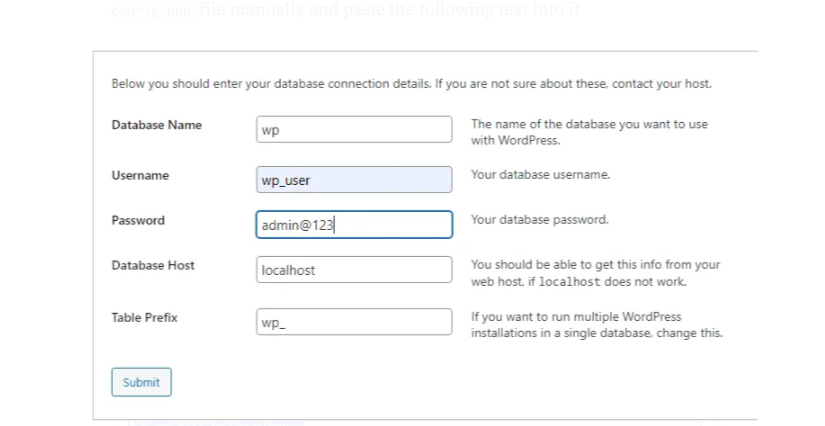 config.php file manually and paste the following text into it.
Below you should enter your database connection details. If you are not sure about these, contact your host.
Database Name
wp
The name of the database you want to use
with WordPress.
Username
wp_user
Your database username.
Password
admin@123
Your database password.
Database Host
localhost
You should be able to get this info from your
web host, if localhost does not work.
Table Prefix
wp_
If you want to run multiple WordPress
installations in a single database, change this.
Submit